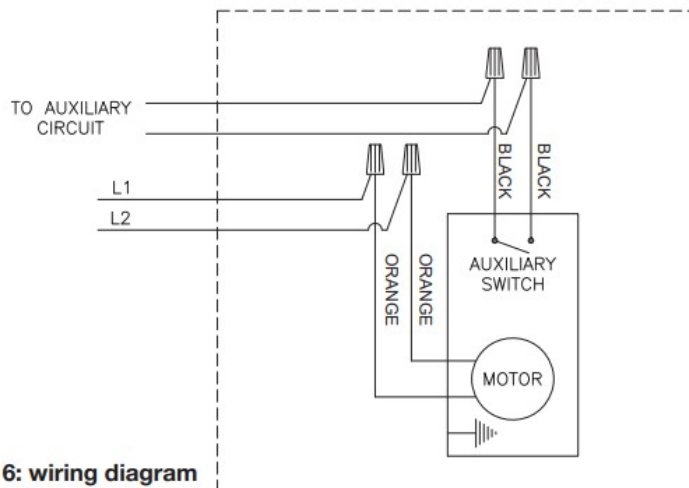 TO AUXILIARY
CIRCUIT
BLACK
BLACK
L1
L2
ORANGE
ORANGE
AUXILIARY
SWITCH
MOTOR
6: wiring diagram